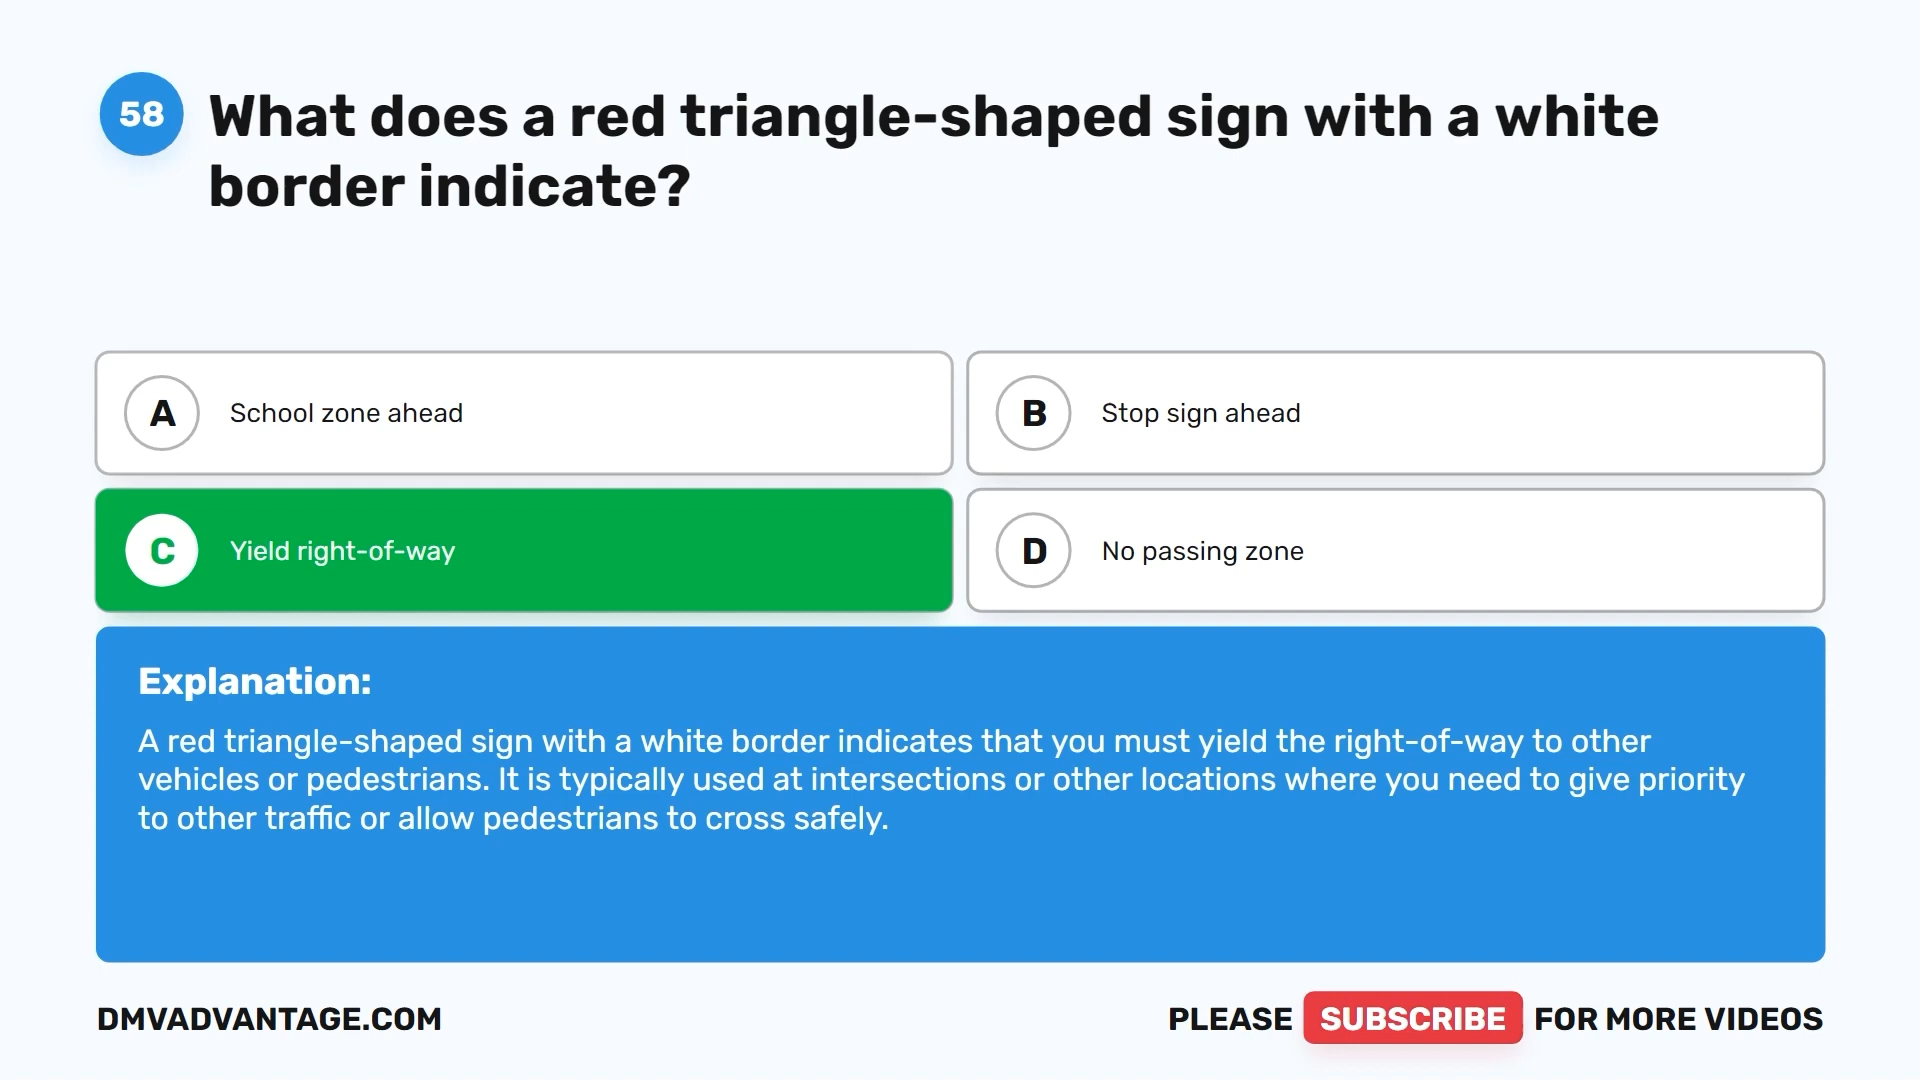 58
What does a red triangle-shaped sign with a white
border indicate?
A School zone ahead
B Stop sign ahead
C Yield right-of-way
D No passing zone
Explanation:
A red triangle-shaped sign with a white border indicates that you must yield the right-of-way to other
vehicles or pedestrians. It is typically used at intersections or other locations where you need to give priority
to other traffic or allow pedestrians to cross safely.
DMVADVANTAGE.COM
PLEASE SUBSCRIBE FOR MORE VIDEOS